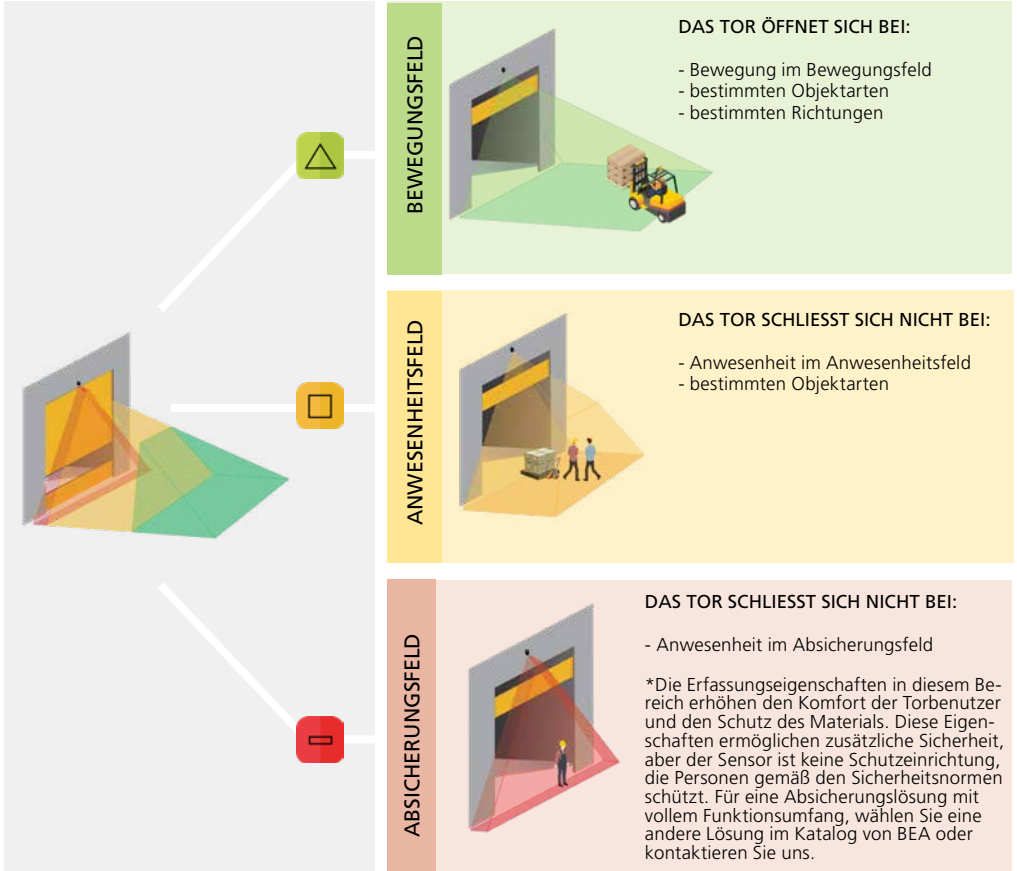 BEWEGUNGSFELD
DAS TOR ÖFFNET SICH BEI:
- Bewegung im Bewegungsfeld
- bestimmten Objektarten
- bestimmten Richtungen
ANWESENHEITSFELD
DAS TOR SCHLIESST SICH NICHT BEI:
- Anwesenheit im Anwesenheitsfeld
- bestimmten Objektarten
ABSICHERUNGSFELD
DAS TOR SCHLIESST SICH NICHT BEI:
- Anwesenheit im Absicherungsfeld
*Die Erfassungseigenschaften in diesem Be-
reich erhöhen den Komfort der Torbenutzer
und den Schutz des Materials. Diese Eigen-
schaften ermöglichen zusätzliche Sicherheit,
aber der Sensor ist keine Schutzeinrichtung,
die Personen gemäß den Sicherheitsnormen
schützt. Für eine Absicherungslösung mit
vollem Funktionsumfang, wählen Sie eine
andere Lösung im Katalog von BEA oder
kontaktieren Sie uns.